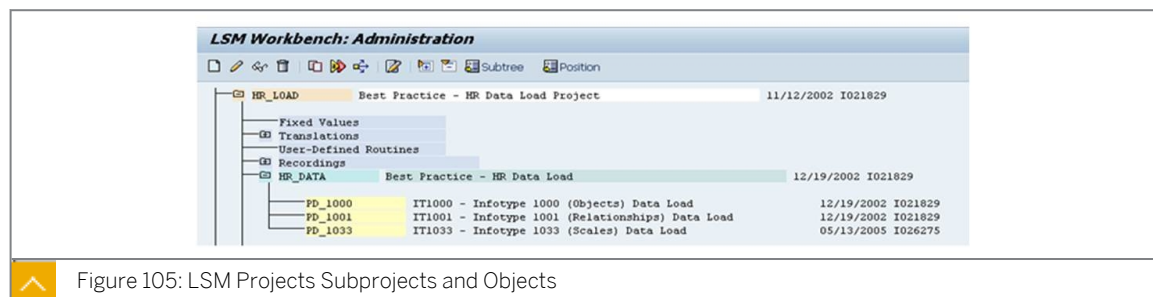 LSM Workbench: Administration
Subtree Position
HR_LOAD Best Practice - HR Data Load Project 11/12/2002 I021829
Fixed Values
Translations
User-Defined Routines
Recordings
HR_DATA Best Practice - HR Data Load 12/19/2002 I021829
PD_1000 IT1000 - Infotype 1000 (Objects) Data Load 12/19/2002 I021829
PD_1001 IT1001 - Infotype 1001 (Relationships) Data Load 12/19/2002 I021829
PD_1033 IT1033 - Infotype 1033 (Scales) Data Load 05/13/2005 I026275
Figure 105: LSM Projects Subprojects and Objects